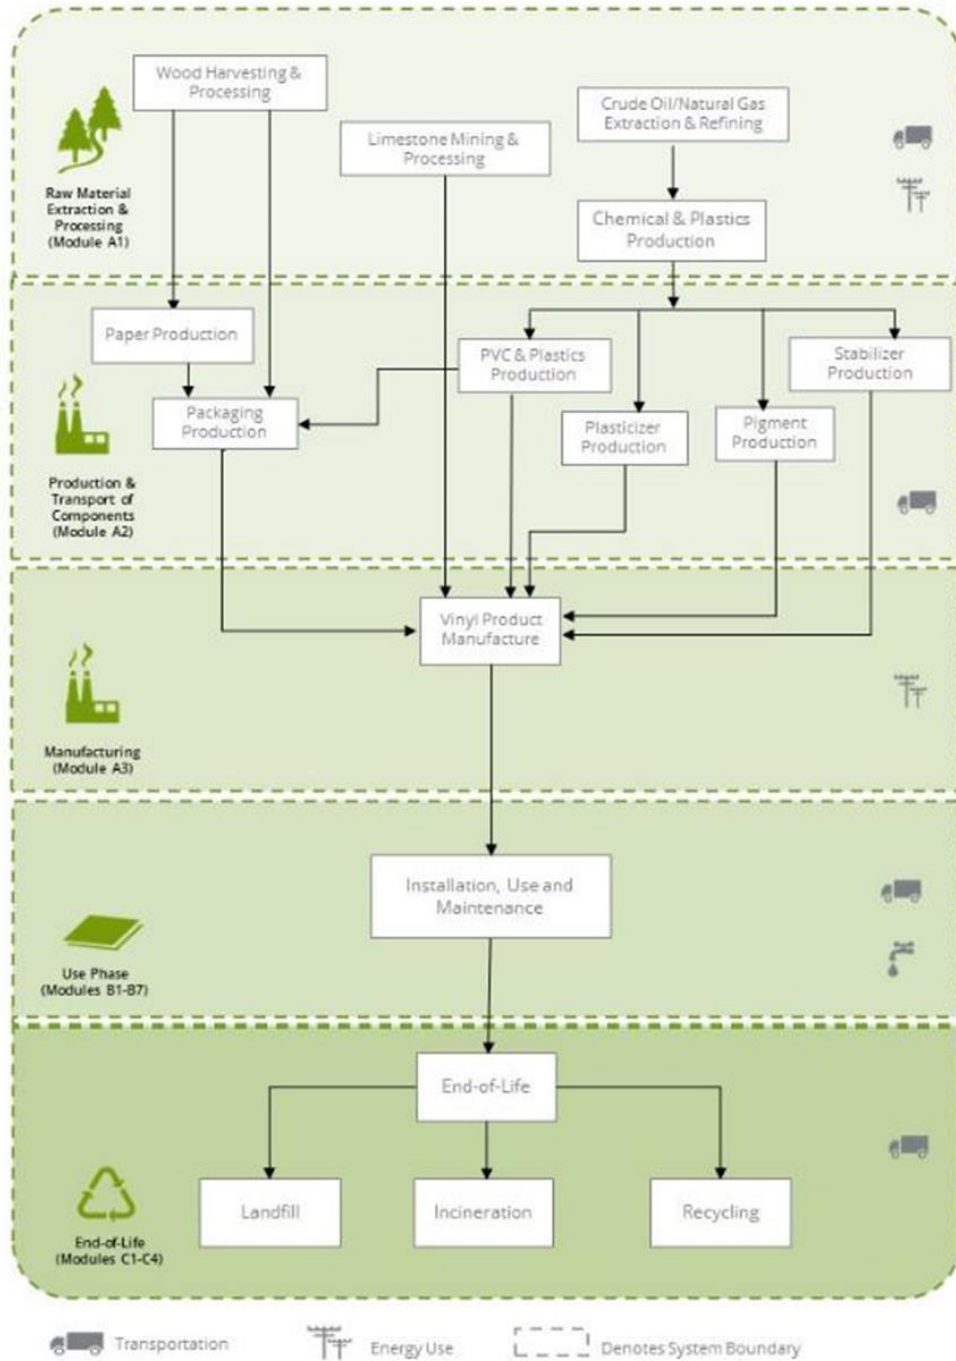 Wood Harvesting &
Processing
Crude Oil/Natural Gas
Extraction & Refining
Limestone Mining &
Processing
Raw Material
Extraction &
Processing
(Module A1)
Chemical & Plastics
Production
Paper Production
PVC & Plastics
Production
Stabilizer
Production
Packaging
Production
Plasticizer
Production
Pigment
Production
Production &
Transport of
Components
(Module A2)
Vinyl Product
Manufacture
Manufacturing
(Module A3)
Installation, Use and
Maintenance
Use Phase
(Modules B1-B7)
End-of-Life
Landfill
Incineration
Recycling
End-of-Life
(Modules C1-C4)
Transportation
Energy Use
Denotes System Boundary